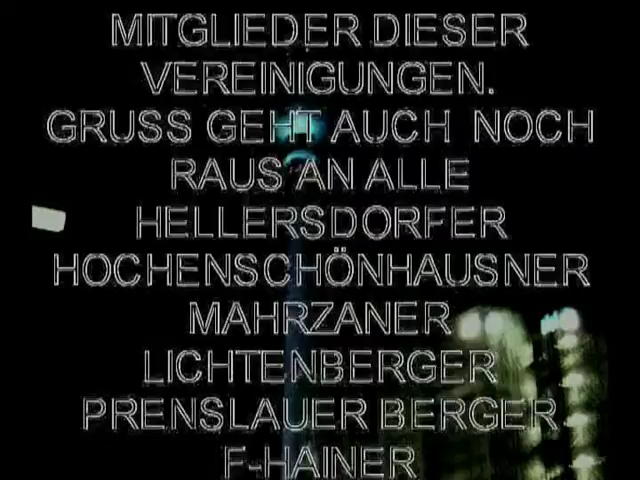 MITGLIEDER DIESER
VEREINIGUNGEN.
GRUSS GEHT AUCH NOCH
RAUS AN ALLE
HELLERSDORFER
HOCHENSCHÖNHAUSNER
MAHRZANER
LICHTENBERGER
PRENSLAUER BERGER
F-HAINER